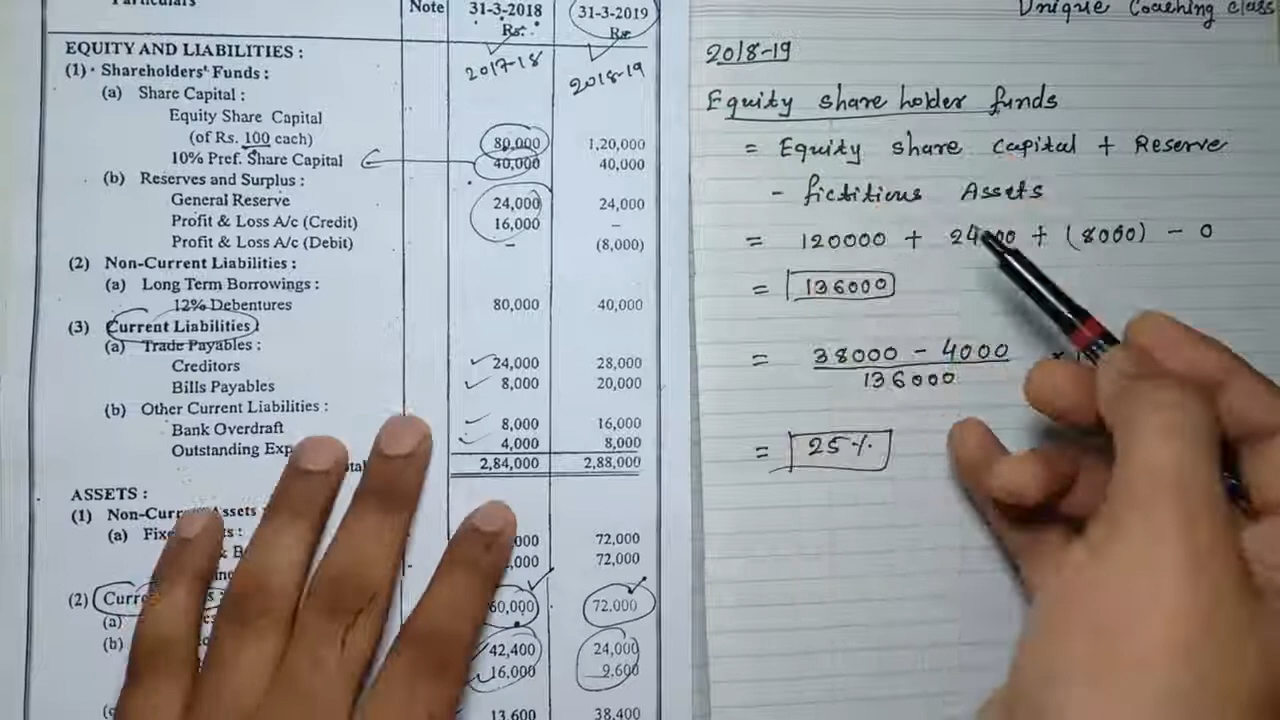 Note 31-3-2018 31-3-2019
Rs. Rs.
2017-18 2018-19
EQUITY AND LIABILITIES :
(1) Shareholders' Funds :
(a) Share Capital :
Equity Share Capital
(of Rs. 100 each) 80,000 1,20,000
10% Pref. Share Capital 40,000 40,000
(b) Reserves and Surplus :
General Reserve 24,000 24,000
Profit & Loss A/c (Credit) 16,000 –
Profit & Loss A/c (Debit) – (8,000)
(2) Non-Current Liabilities :
(a) Long Term Borrowings :
12% Debentures 80,000 40,000
(3) Current Liabilities
(a) Trade Payables :
Creditors 24,000 28,000
Bills Payables 8,000 20,000
(b) Other Current Liabilities :
Bank Overdraft 8,000 16,000
Outstanding Exp 4,000 8,000
2,84,000 2,88,000
ASSETS :
(1) Non-Curr Assets
(a) Fixe 72,000
72,000
(2) Curr 60,000 72,000
(a)
(b) 42,400 24,000
16,000 9,600
13,600 38,400
Unique Coaching class
2018-19
Equity share holder funds
= Equity share capital + Reserve
- fictitious Assets
= 120000 + 24000 + (8000) - 0
= 136000
= 38000 - 4000
136000
= 25%